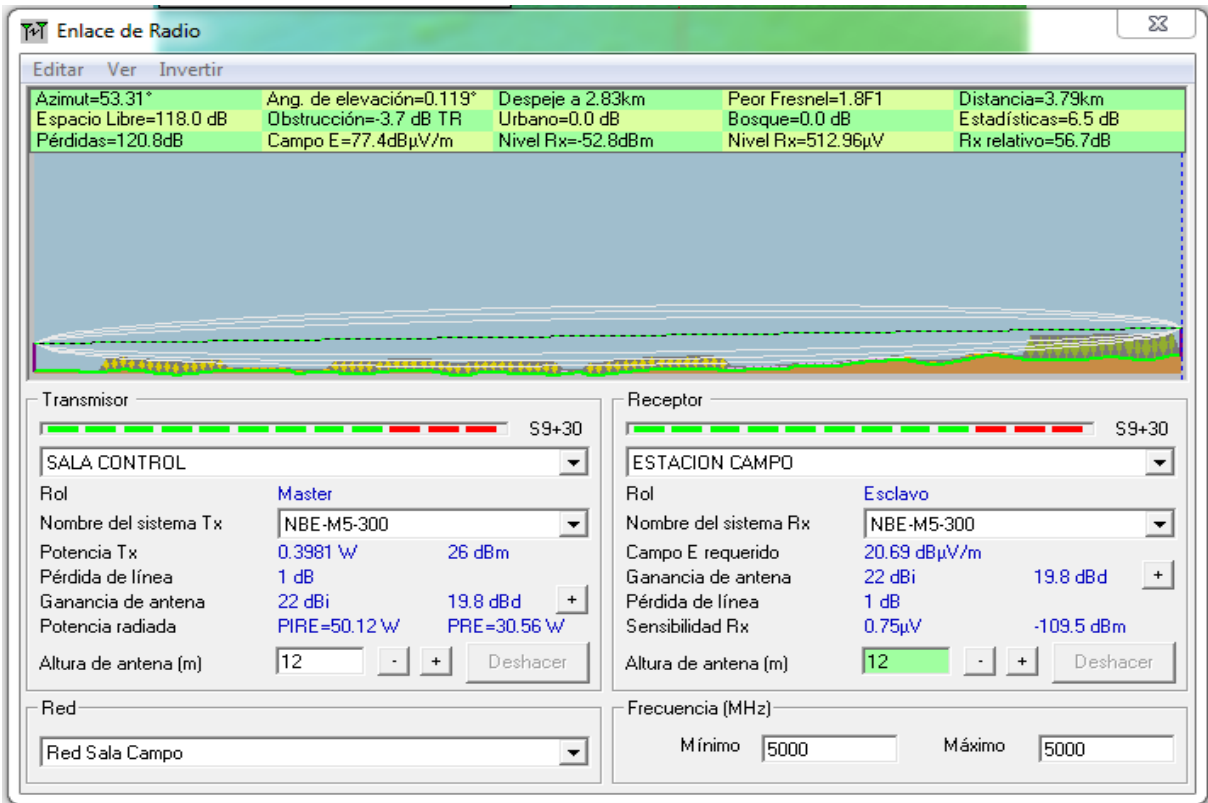 Enlace de Radio
Editar Ver Invertir
Azimut=53.31° Ang. de elevación=0.119° Despeje a 2.83km Peor Fresnel=1.8F1 Distancia=3.79km
Espacio Libre=118.0 dB Obstrucción=-3.7 dB TR Urbano=0.0 dB Bosque=0.0 dB Estadísticas=6.5 dB
Pérdidas=120.8dB Campo E=77.4dBµV/m Nivel Rx=-52.8dBm Nivel Rx=512.96µV Rx relativo=56.7dB
Transmisor
S9+30
SALA CONTROL
Rol Master
Nombre del sistema Tx NBE-M5-300
Potencia Tx 0.3981 W 26 dBm
Pérdida de línea 1 dB
Ganancia de antena 22 dBi 19.8 dBd +
Potencia radiada PIRE=50.12 W PRE=30.56 W
Altura de antena (m) 12 - + Deshacer
Receptor
S9+30
ESTACION CAMPO
Rol Esclavo
Nombre del sistema Rx NBE-M5-300
Campo E requerido 20.69 dBµV/m
Ganancia de antena 22 dBi 19.8 dBd +
Pérdida de línea 1 dB
Sensibilidad Rx 0.75µV -109.5 dBm
Altura de antena (m) 12 - + Deshacer
Red
Red Sala Campo
Frecuencia (MHz)
Mínimo 5000 Máximo 5000